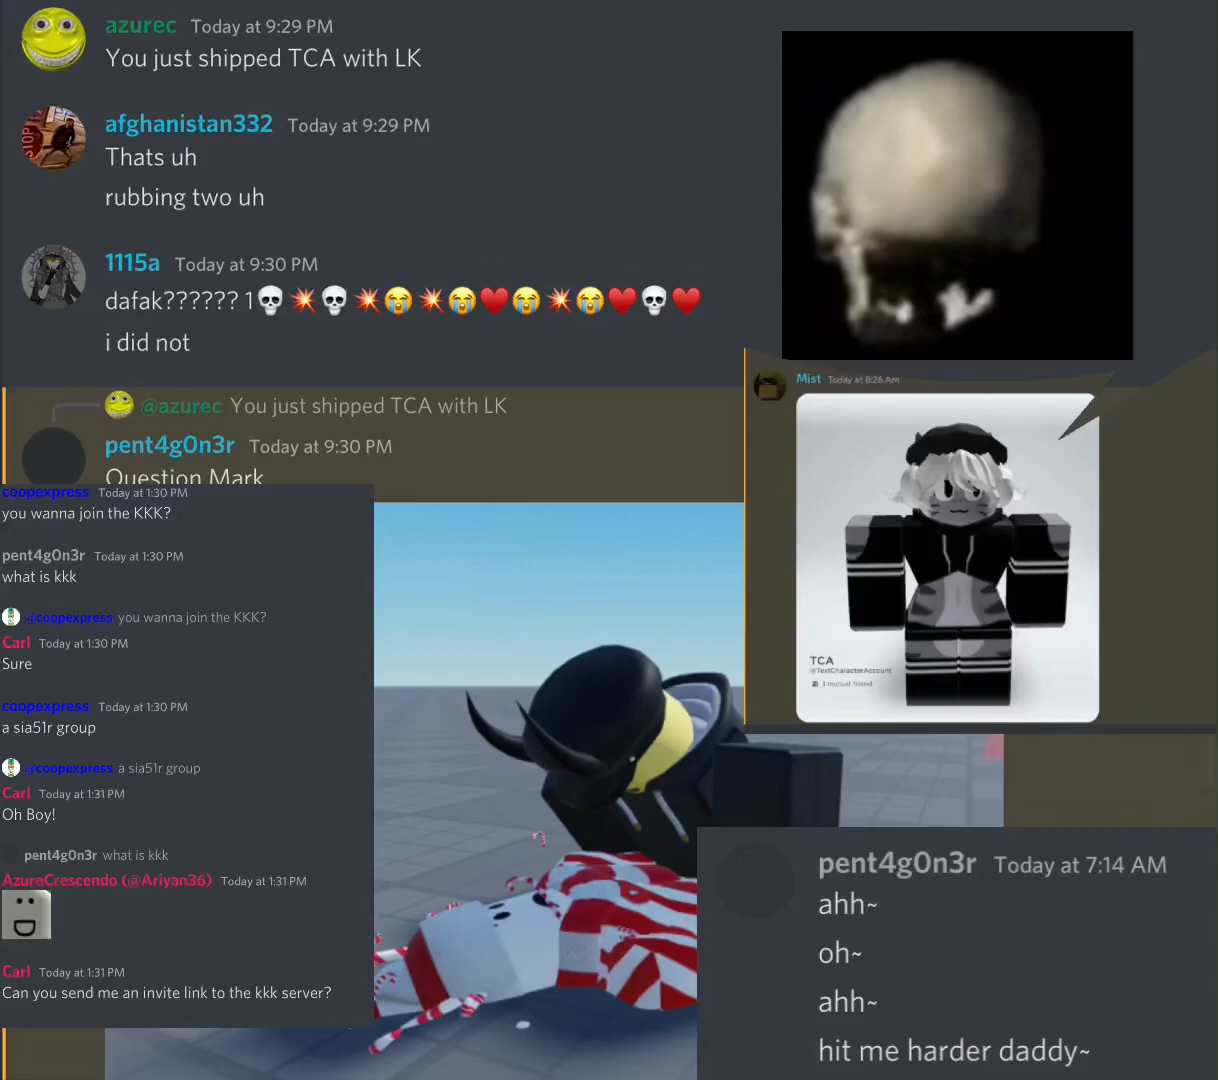 azurec Today at 9:29 PM
You just shipped TCA with LK
afghanistan332 Today at 9:29 PM
Thats uh
rubbing two uh
1115a Today at 9:30 PM
dafak?????? 1💀💥💀💥😭💥😭❤️😭💥😭❤️💀❤️
i did not
@azurec You just shipped TCA with LK
pent4g0n3r Today at 9:30 PM
Question Mark
Mist Today at 8:26 AM
TCA
@TestCharacterAccount
1 mutual friend
coopexpress Today at 1:30 PM
you wanna join the KKK?
pent4g0n3r Today at 1:30 PM
what is kkk
@coopexpress you wanna join the KKK?
Carl Today at 1:30 PM
Sure
coopexpress Today at 1:30 PM
a sia51r group
@coopexpress a sia51r group
Carl Today at 1:31 PM
Oh Boy!
pent4g0n3r what is kkk
AzureCrescendo (@Ariyan36) Today at 1:31 PM
Carl Today at 1:31 PM
Can you send me an invite link to the kkk server?
pent4g0n3r Today at 7:14 AM
ahh~
oh~
ahh~
hit me harder daddy~